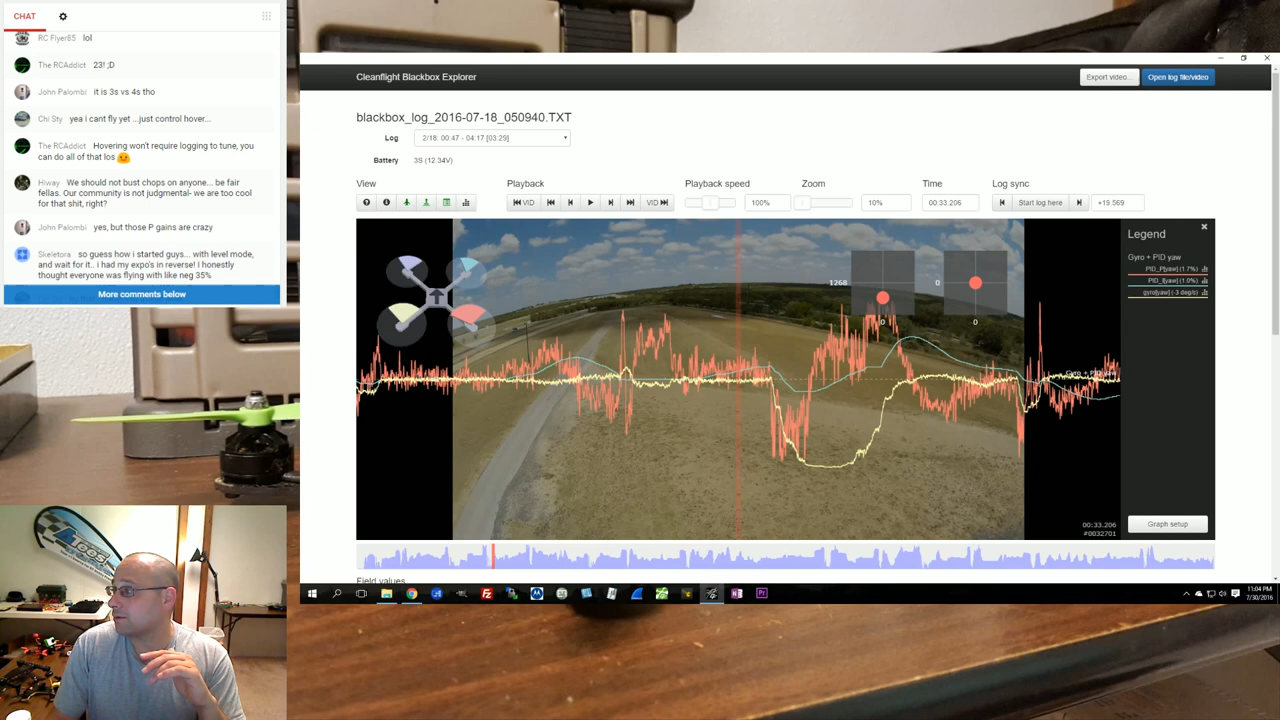 CHAT
RC Flyer65 lol
The RCAddict 23! ;D
John Palombi it is 3s vs 4s tho
Chi Sty yea i cant fly yet ...just control hover...
The RCAddict Hovering won't require logging to tune, you
can do all of that los
Hiway We should not bust chops on anyone... be fair
fellas. Our community is not judgmental- we are too cool
for that shit, right?
John Palombi yes, but those P gains are crazy
Skeletora so guess how i started guys... with level mode,
and wait for it.. i had my expo's in reverse! I honestly
thought everyone was flying with like neg 35%
More comments below
Cleanflight Blackbox Explorer
Export video...
Open log file/video
blackbox_log_2016-07-18_050940.TXT
Log 2/18: 00:47 - 04:17 [03:29]
Battery 3S (12.34V)
View Playback Playback speed Zoom Time Log sync
VID VID 100% 10% 00:33.206 Start log here +19.569
Legend
Gyro + PID yaw
PID_P[yaw] (1.7%)
PID_I[yaw] (1.0%)
gyro[yaw] (-3 deg/s)
1268
0
0
0
Gyro + PID yaw
00:33.206
#0032701
Graph setup
Field values
11:04 PM
7/30/2016